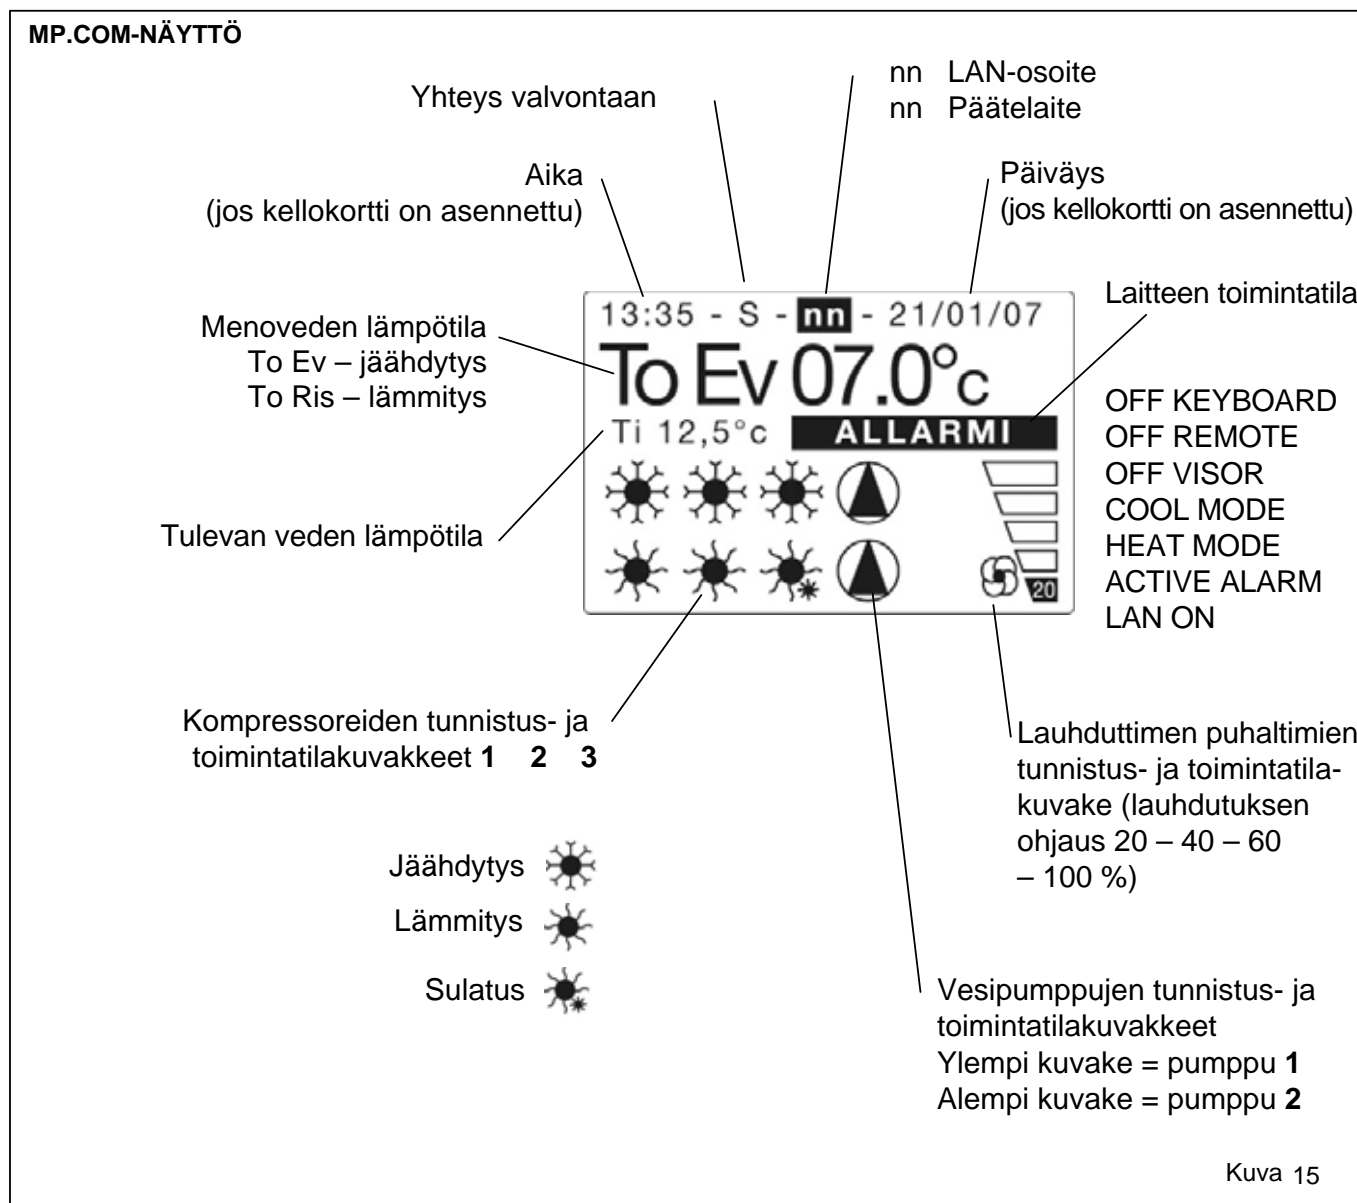 MP.COM-NÄYTTÖ
nn LAN-osoite
nn Päätelaite
Yhteys valvontaan
Aika
(jos kellokortti on asennettu)
Päiväys
(jos kellokortti on asennettu)
Laitteen toimintatila
13:35 - S - nn - 21/01/07
To Ev 07.0°c
Ti 12,5°c ALLARMI
20
Menoveden lämpötila
To Ev – jäähdytys
To Ris – lämmitys
Tulevan veden lämpötila
OFF KEYBOARD
OFF REMOTE
OFF VISOR
COOL MODE
HEAT MODE
ACTIVE ALARM
LAN ON
Kompressoreiden tunnistus- ja
toimintatilakuvakkeet 1 2 3
Lauhduttimen puhaltimien
tunnistus- ja toimintatila-
kuvake (lauhdutuksen
ohjaus 20 – 40 – 60
– 100 %)
Jäähdytys
Lämmitys
Sulatus
Vesipumppujen tunnistus- ja
toimintatilakuvakkeet
Ylempi kuvake = pumppu 1
Alempi kuvake = pumppu 2
Kuva 15